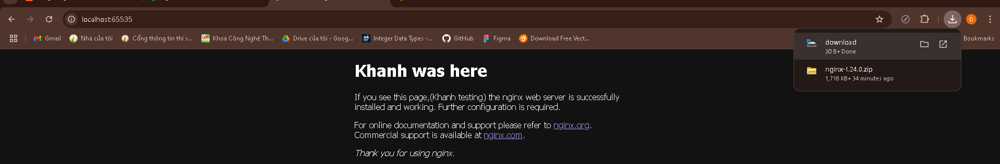 localhost:65535
D
Gmail
Nhà của tôi
Cổng thông tin thí s...
Khoa Công Nghệ Th...
Drive của tôi - Goog...
Integer Data Types -...
GitHub
Figma
Download Free Vect...
Bookmarks
download
20 B • Done
nginx-1.24.0.zip
1,718 KB • 34 minutes ago
Khanh was here
If you see this page,(Khanh testing) the nginx web server is successfully
installed and working. Further configuration is required.
For online documentation and support please refer to nginx.org.
Commercial support is available at nginx.com.
Thank you for using nginx.